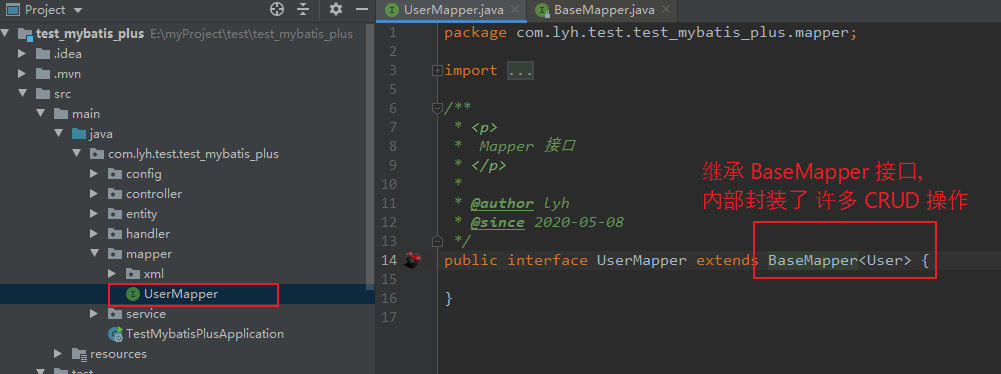 Project
test_mybatis_plus E:\myProject\test\test_mybatis_plus
.idea
.mvn
src
main
java
com.lyh.test.test_mybatis_plus
config
controller
entity
handler
mapper
xml
UserMapper
service
TestMybatisPlusApplication
resources
test
UserMapper.java
BaseMapper.java
1 package com.lyh.test.test_mybatis_plus.mapper;
2
3 import ...
5
6 /**
7 * <p>
8 * Mapper 接口
9 * </p>
10 *
11 * @author lyh
12 * @since 2020-05-08
13 */
14 public interface UserMapper extends BaseMapper<User> {
15
16 }
17
继承 BaseMapper 接口,
内部封装了 许多 CRUD 操作